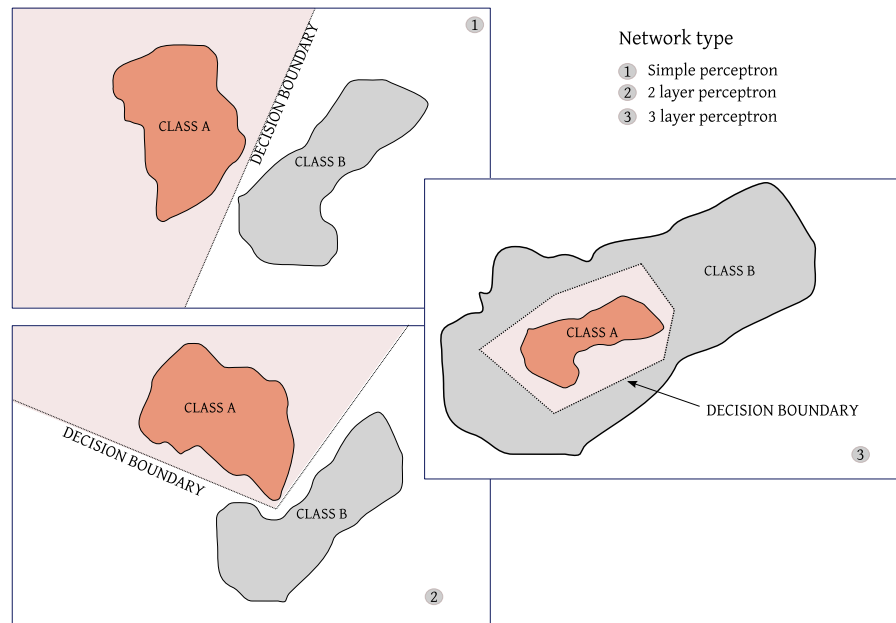 1
CLASS A
DECISION BOUNDARY
CLASS B
Network type
1 Simple perceptron
2 2 layer perceptron
3 3 layer perceptron
CLASS B
CLASS A
DECISION BOUNDARY
3
CLASS A
DECISION BOUNDARY
CLASS B
2